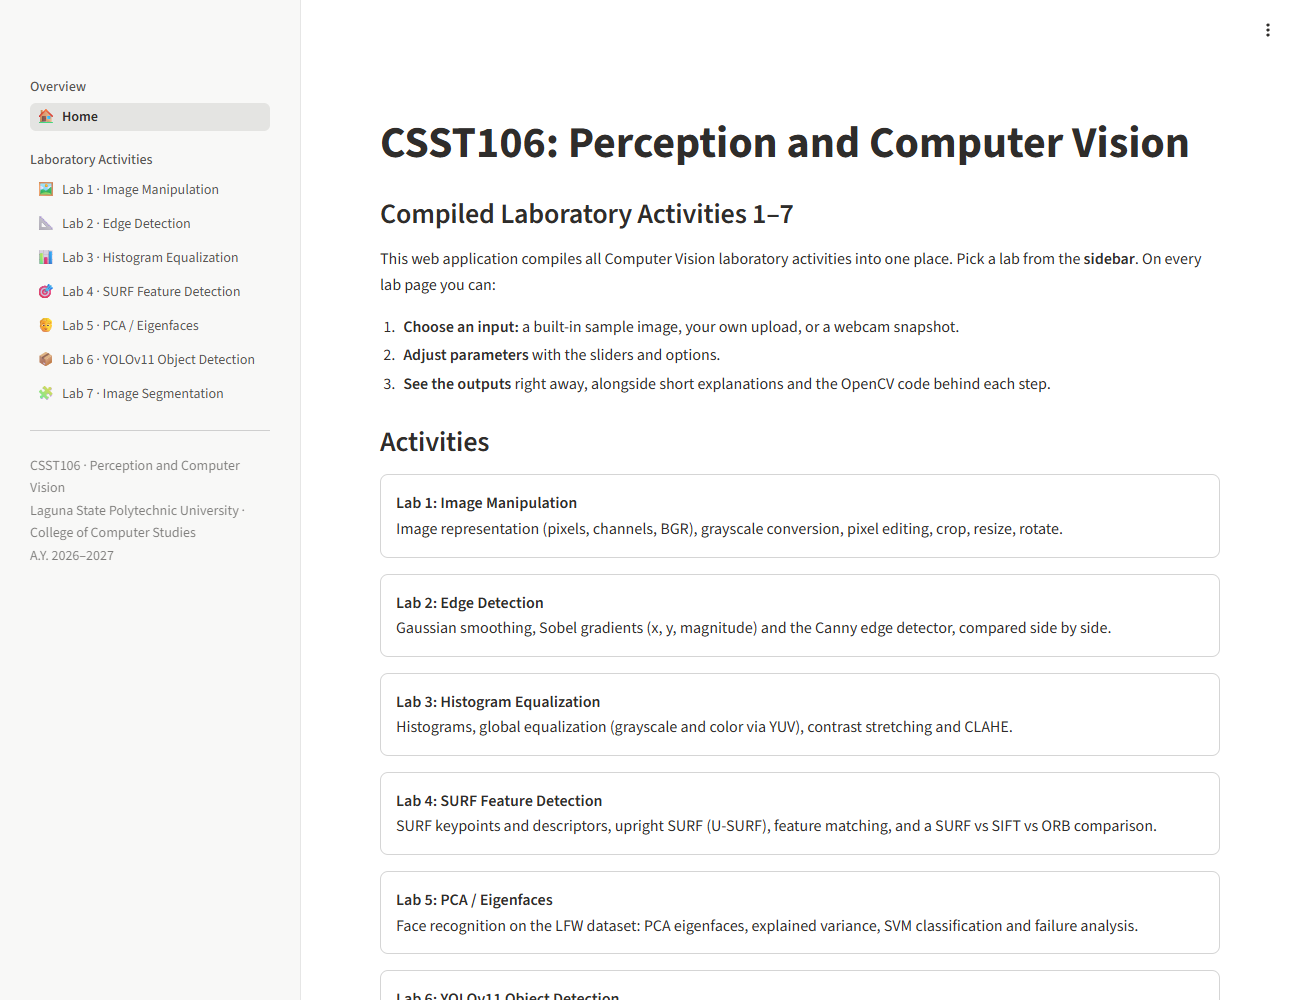 Overview
Home
Laboratory Activities
Lab 1 · Image Manipulation
Lab 2 · Edge Detection
Lab 3 · Histogram Equalization
Lab 4 · SURF Feature Detection
Lab 5 · PCA / Eigenfaces
Lab 6 · YOLOv11 Object Detection
Lab 7 · Image Segmentation
CSST106 · Perception and Computer
Vision
Laguna State Polytechnic University ·
College of Computer Studies
A.Y. 2026–2027
CSST106: Perception and Computer Vision
Compiled Laboratory Activities 1–7
This web application compiles all Computer Vision laboratory activities into one place. Pick a lab from the sidebar. On every
lab page you can:
1. Choose an input: a built-in sample image, your own upload, or a webcam snapshot.
2. Adjust parameters with the sliders and options.
3. See the outputs right away, alongside short explanations and the OpenCV code behind each step.
Activities
Lab 1: Image Manipulation
Image representation (pixels, channels, BGR), grayscale conversion, pixel editing, crop, resize, rotate.
Lab 2: Edge Detection
Gaussian smoothing, Sobel gradients (x, y, magnitude) and the Canny edge detector, compared side by side.
Lab 3: Histogram Equalization
Histograms, global equalization (grayscale and color via YUV), contrast stretching and CLAHE.
Lab 4: SURF Feature Detection
SURF keypoints and descriptors, upright SURF (U-SURF), feature matching, and a SURF vs SIFT vs ORB comparison.
Lab 5: PCA / Eigenfaces
Face recognition on the LFW dataset: PCA eigenfaces, explained variance, SVM classification and failure analysis.
Lab 6: YOLOv11 Object Detection